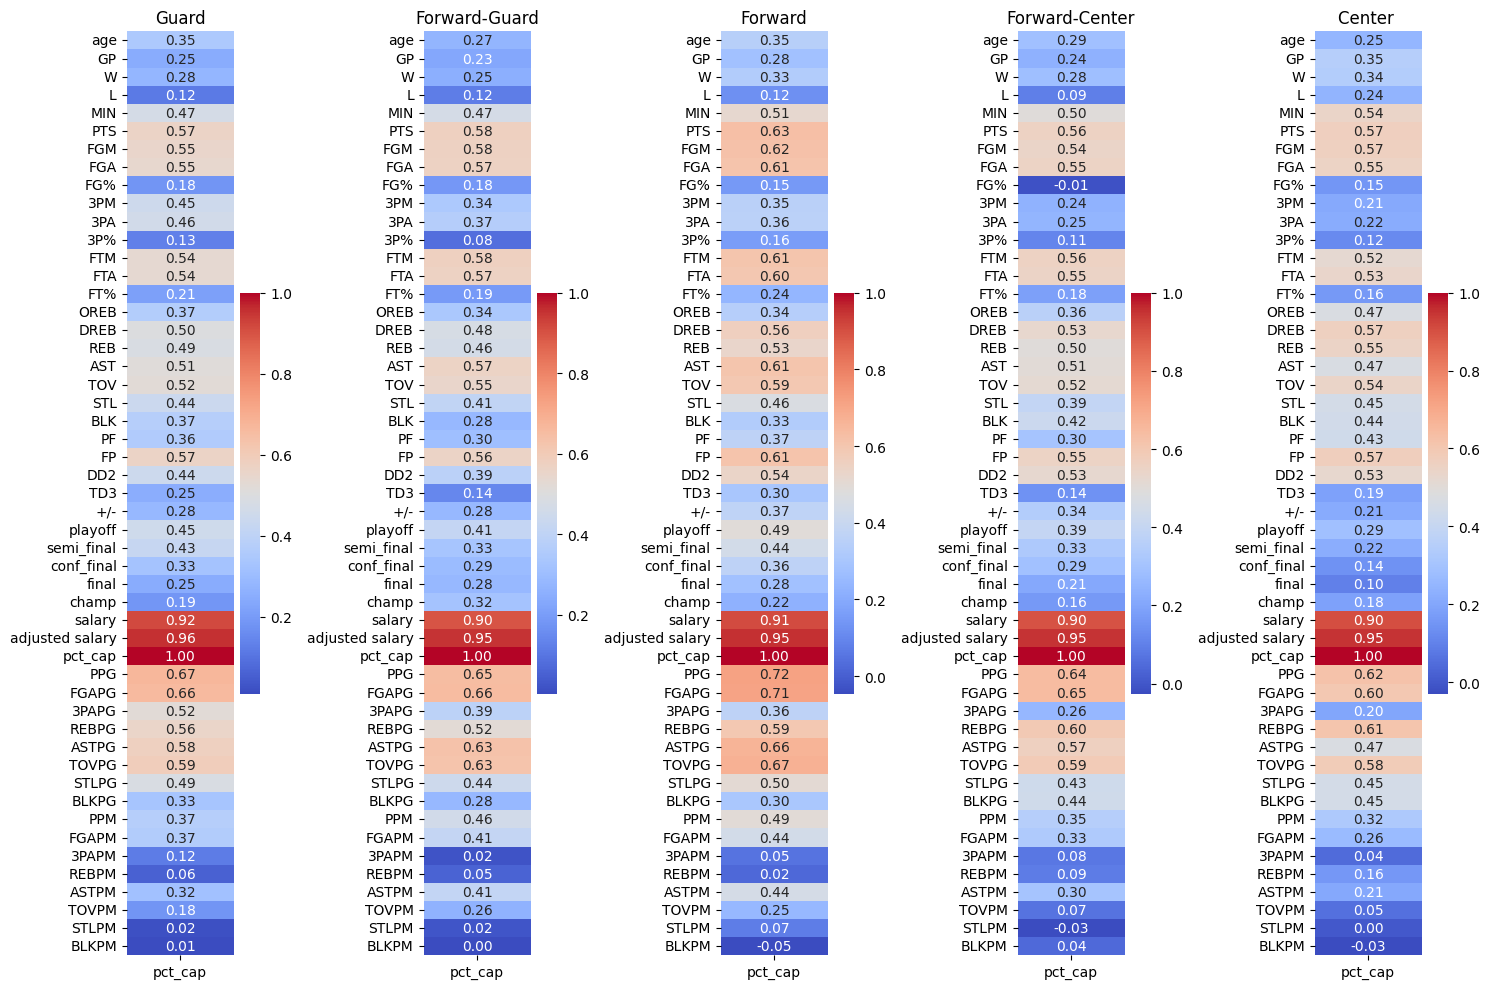 Guard Forward-Guard Forward Forward-Center Center
age 0.35 age 0.27 age 0.35 age 0.29 age 0.25
GP 0.25 GP 0.23 GP 0.28 GP 0.24 GP 0.35
W 0.28 W 0.25 W 0.33 W 0.28 W 0.34
L 0.12 L 0.12 L 0.12 L 0.09 L 0.24
MIN 0.47 MIN 0.47 MIN 0.51 MIN 0.50 MIN 0.54
PTS 0.57 PTS 0.58 PTS 0.63 PTS 0.56 PTS 0.57
FGM 0.55 FGM 0.58 FGM 0.62 FGM 0.54 FGM 0.57
FGA 0.55 FGA 0.57 FGA 0.61 FGA 0.55 FGA 0.55
FG% 0.18 FG% 0.18 FG% 0.15 FG% -0.01 FG% 0.15
3PM 0.45 3PM 0.34 3PM 0.35 3PM 0.24 3PM 0.21
3PA 0.46 3PA 0.37 3PA 0.36 3PA 0.25 3PA 0.22
3P% 0.13 3P% 0.08 3P% 0.16 3P% 0.11 3P% 0.12
FTM 0.54 FTM 0.58 FTM 0.61 FTM 0.56 FTM 0.52
FTA 0.54 FTA 0.57 FTA 0.60 FTA 0.55 FTA 0.53
FT% 0.21 1.0 FT% 0.19 1.0 FT% 0.24 1.0 FT% 0.18 1.0 FT% 0.16 1.0
OREB 0.37 OREB 0.34 OREB 0.34 OREB 0.36 OREB 0.47
DREB 0.50 DREB 0.48 DREB 0.56 DREB 0.53 DREB 0.57
REB 0.49 REB 0.46 REB 0.53 REB 0.50 REB 0.55
AST 0.51 0.8 AST 0.57 0.8 AST 0.61 0.8 AST 0.51 0.8 AST 0.47 0.8
TOV 0.52 TOV 0.55 TOV 0.59 TOV 0.52 TOV 0.54
STL 0.44 STL 0.41 STL 0.46 STL 0.39 STL 0.45
BLK 0.37 BLK 0.28 BLK 0.33 BLK 0.42 BLK 0.44
PF 0.36 PF 0.30 PF 0.37 PF 0.30 PF 0.43
FP 0.57 0.6 FP 0.56 0.6 FP 0.61 0.6 FP 0.55 0.6 FP 0.57 0.6
DD2 0.44 DD2 0.39 DD2 0.54 DD2 0.53 DD2 0.53
TD3 0.25 TD3 0.14 TD3 0.30 TD3 0.14 TD3 0.19
+/- 0.28 +/- 0.28 +/- 0.37 +/- 0.34 +/- 0.21
playoff 0.45 0.4 playoff 0.41 0.4 playoff 0.49 0.4 playoff 0.39 0.4 playoff 0.29 0.4
semi_final 0.43 semi_final 0.33 semi_final 0.44 semi_final 0.33 semi_final 0.22
conf_final 0.33 conf_final 0.29 conf_final 0.36 conf_final 0.29 conf_final 0.14
final 0.25 final 0.28 final 0.28 final 0.21 final 0.10
champ 0.19 0.2 champ 0.32 0.2 champ 0.22 0.2 champ 0.16 0.2 champ 0.18 0.2
salary 0.92 salary 0.90 salary 0.91 salary 0.90 salary 0.90
adjusted salary 0.96 adjusted salary 0.95 adjusted salary 0.95 adjusted salary 0.95 adjusted salary 0.95
pct_cap 1.00 pct_cap 1.00 pct_cap 1.00 pct_cap 1.00 pct_cap 1.00
PPG 0.67 PPG 0.65 PPG 0.72 0.0 PPG 0.64 0.0 PPG 0.62 0.0
FGAPG 0.66 FGAPG 0.66 FGAPG 0.71 FGAPG 0.65 FGAPG 0.60
3PAPG 0.52 3PAPG 0.39 3PAPG 0.36 3PAPG 0.26 3PAPG 0.20
REBPG 0.56 REBPG 0.52 REBPG 0.59 REBPG 0.60 REBPG 0.61
ASTPG 0.58 ASTPG 0.63 ASTPG 0.66 ASTPG 0.57 ASTPG 0.47
TOVPG 0.59 TOVPG 0.63 TOVPG 0.67 TOVPG 0.59 TOVPG 0.58
STLPG 0.49 STLPG 0.44 STLPG 0.50 STLPG 0.43 STLPG 0.45
BLKPG 0.33 BLKPG 0.28 BLKPG 0.30 BLKPG 0.44 BLKPG 0.45
PPM 0.37 PPM 0.46 PPM 0.49 PPM 0.35 PPM 0.32
FGAPM 0.37 FGAPM 0.41 FGAPM 0.44 FGAPM 0.33 FGAPM 0.26
3PAPM 0.12 3PAPM 0.02 3PAPM 0.05 3PAPM 0.08 3PAPM 0.04
REBPM 0.06 REBPM 0.05 REBPM 0.02 REBPM 0.09 REBPM 0.16
ASTPM 0.32 ASTPM 0.41 ASTPM 0.44 ASTPM 0.30 ASTPM 0.21
TOVPM 0.18 TOVPM 0.26 TOVPM 0.25 TOVPM 0.07 TOVPM 0.05
STLPM 0.02 STLPM 0.02 STLPM 0.07 STLPM -0.03 STLPM 0.00
BLKPM 0.01 BLKPM 0.00 BLKPM -0.05 BLKPM 0.04 BLKPM -0.03
pct_cap pct_cap pct_cap pct_cap pct_cap